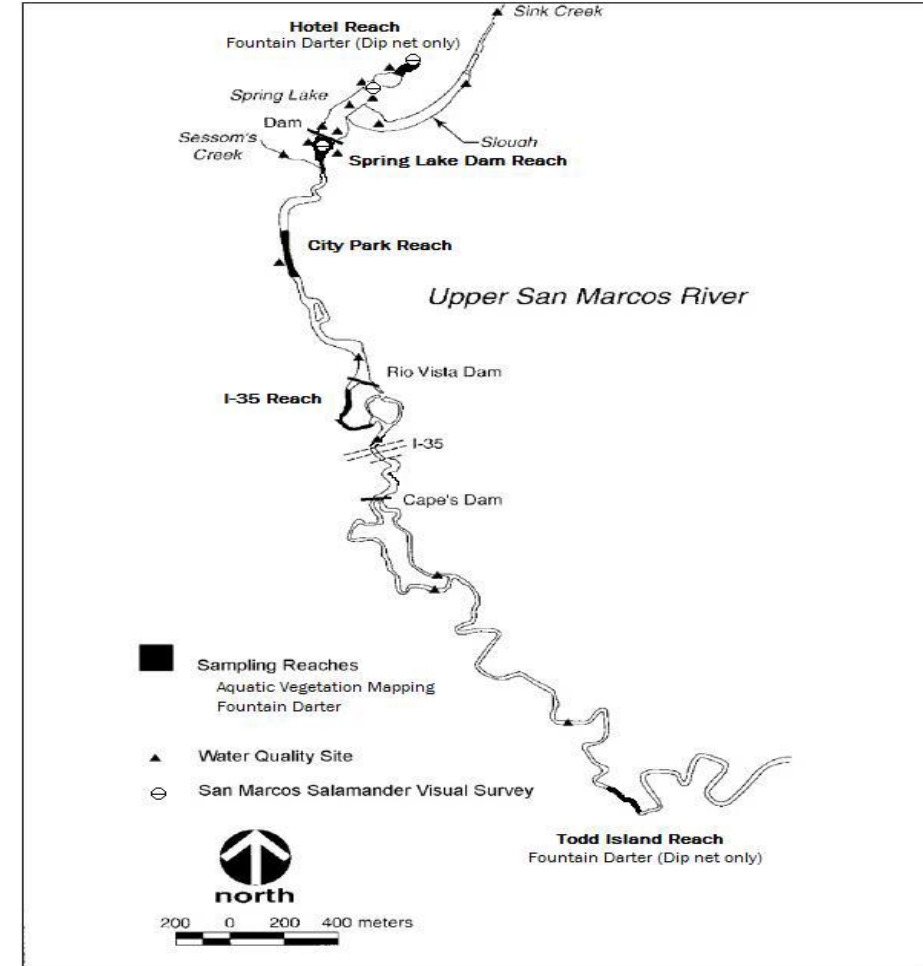 Sink Creek
Hotel Reach
Fountain Darter (Dip net only)
Spring Lake
Dam
Sessom's
Creek
Slough
Spring Lake Dam Reach
City Park Reach
Upper San Marcos River
Rio Vista Dam
I-35 Reach
I-35
Cape's Dam
Sampling Reaches
Aquatic Vegetation Mapping
Fountain Darter
Water Quality Site
San Marcos Salamander Visual Survey
Todd Island Reach
Fountain Darter (Dip net only)
north
200 0 200 400 meters